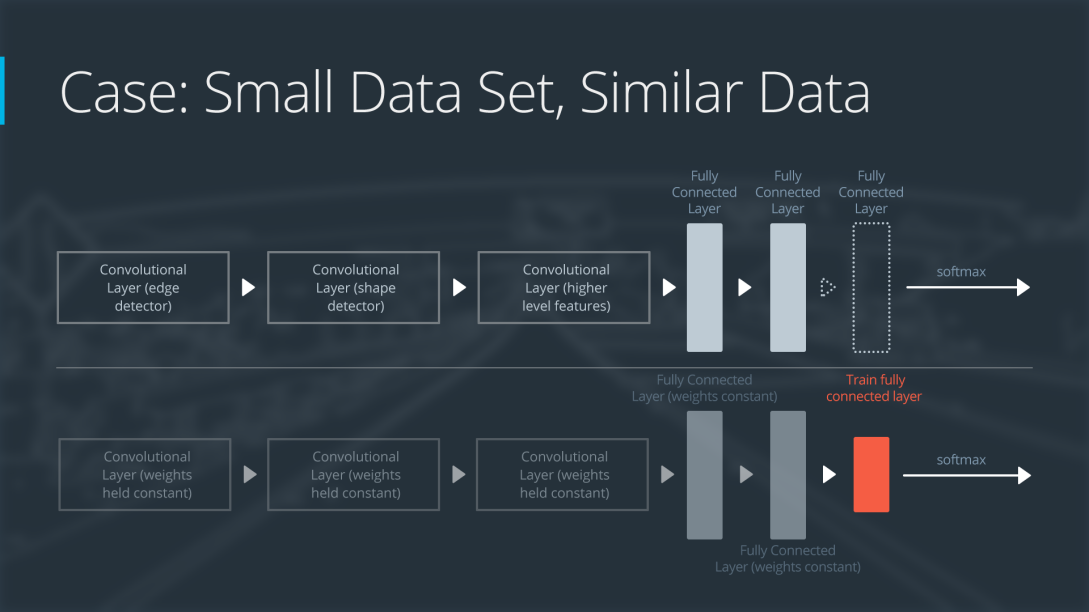 Case: Small Data Set, Similar Data
Fully
Connected
Layer
Fully
Connected
Layer
Fully
Connected
Layer
Convolutional
Layer (edge
detector)
Convolutional
Layer (shape
detector)
Convolutional
Layer (higher
level features)
softmax
Fully Connected
Layer (weights constant)
Train fully
connected layer
Convolutional
Layer (weights
held constant)
Convolutional
Layer (weights
held constant)
Convolutional
Layer (weights
held constant)
softmax
Fully Connected
Layer (weights constant)